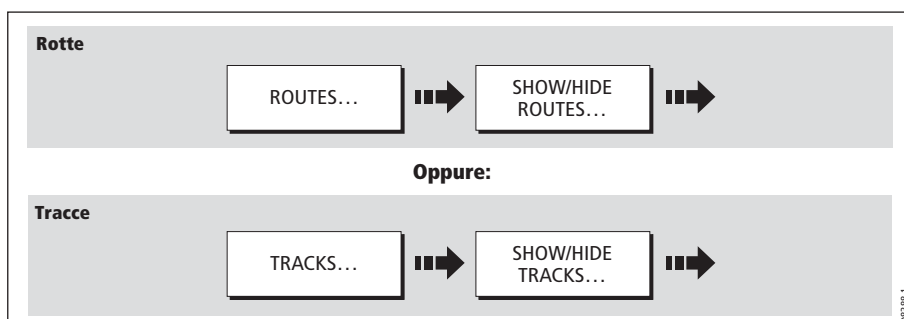 Rotte
ROUTES...
SHOW/HIDE
ROUTES...
Oppure:
Tracce
TRACKS...
SHOW/HIDE
TRACKS...